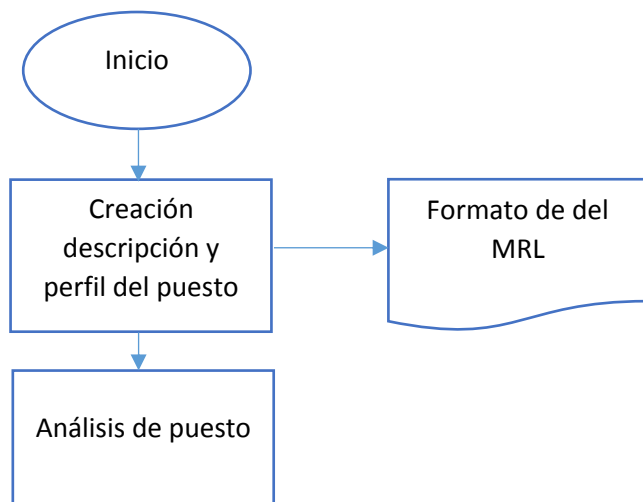 Inicio
Creación
descripción y
perfil del puesto
Formato de del
MRL
Análisis de puesto